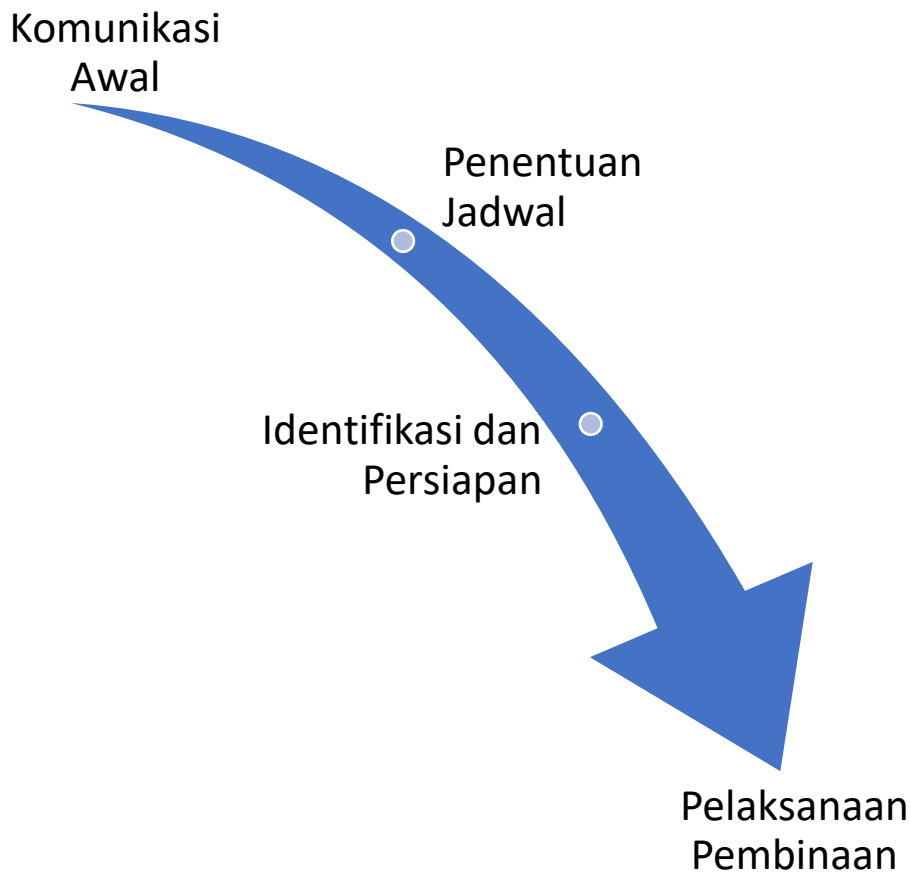 Komunikasi
Awal
Penentuan
Jadwal
Identifikasi dan
Persiapan
Pelaksanaan
Pembinaan